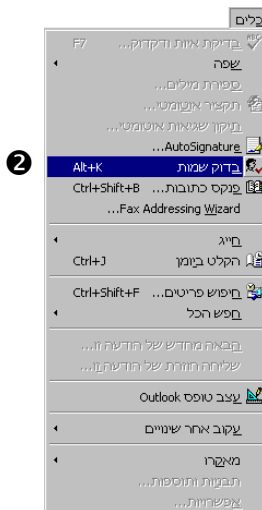 כלים
בדיקת איות ודקדוק... F7
שפה
ספירת מילים...
תקציר אוטומטי...
תיקון שגיאות אוטומטי...
AutoSignature...
❷ בדוק שמות Alt+K
פנקס כתובות... Ctrl+Shift+B
Fax Addressing Wizard...
חייג
הקלט ביומן Ctrl+J
חיפוש פריטים... Ctrl+Shift+F
חפש הכל
הבאה מחדש של הודעה זו...
שליחה חוזרת של הודעה זו...
עצב טופס Outlook
עקוב אחר שינויים
מאקרו
תבניות ותוספות...
אפשרויות...